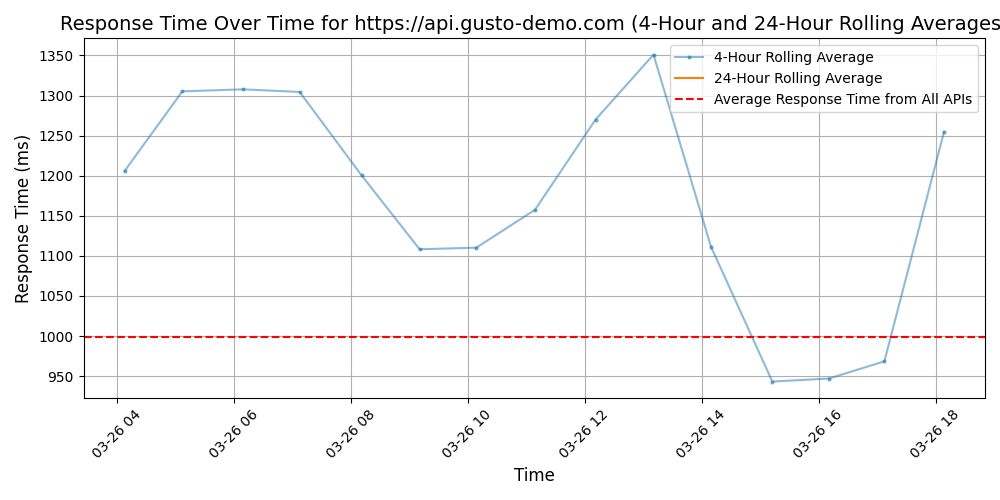 Response Time Over Time for https://api.gusto-demo.com (4-Hour and 24-Hour Rolling Averages
4-Hour Rolling Average
24-Hour Rolling Average
Average Response Time from All APIs
Response Time (ms)
1350
1300
1250
1200
1150
1100
1050
1000
950
03-26 04
03-26 06
03-26 08
03-26 10
03-26 12
03-26 14
03-26 16
03-26 18
Time